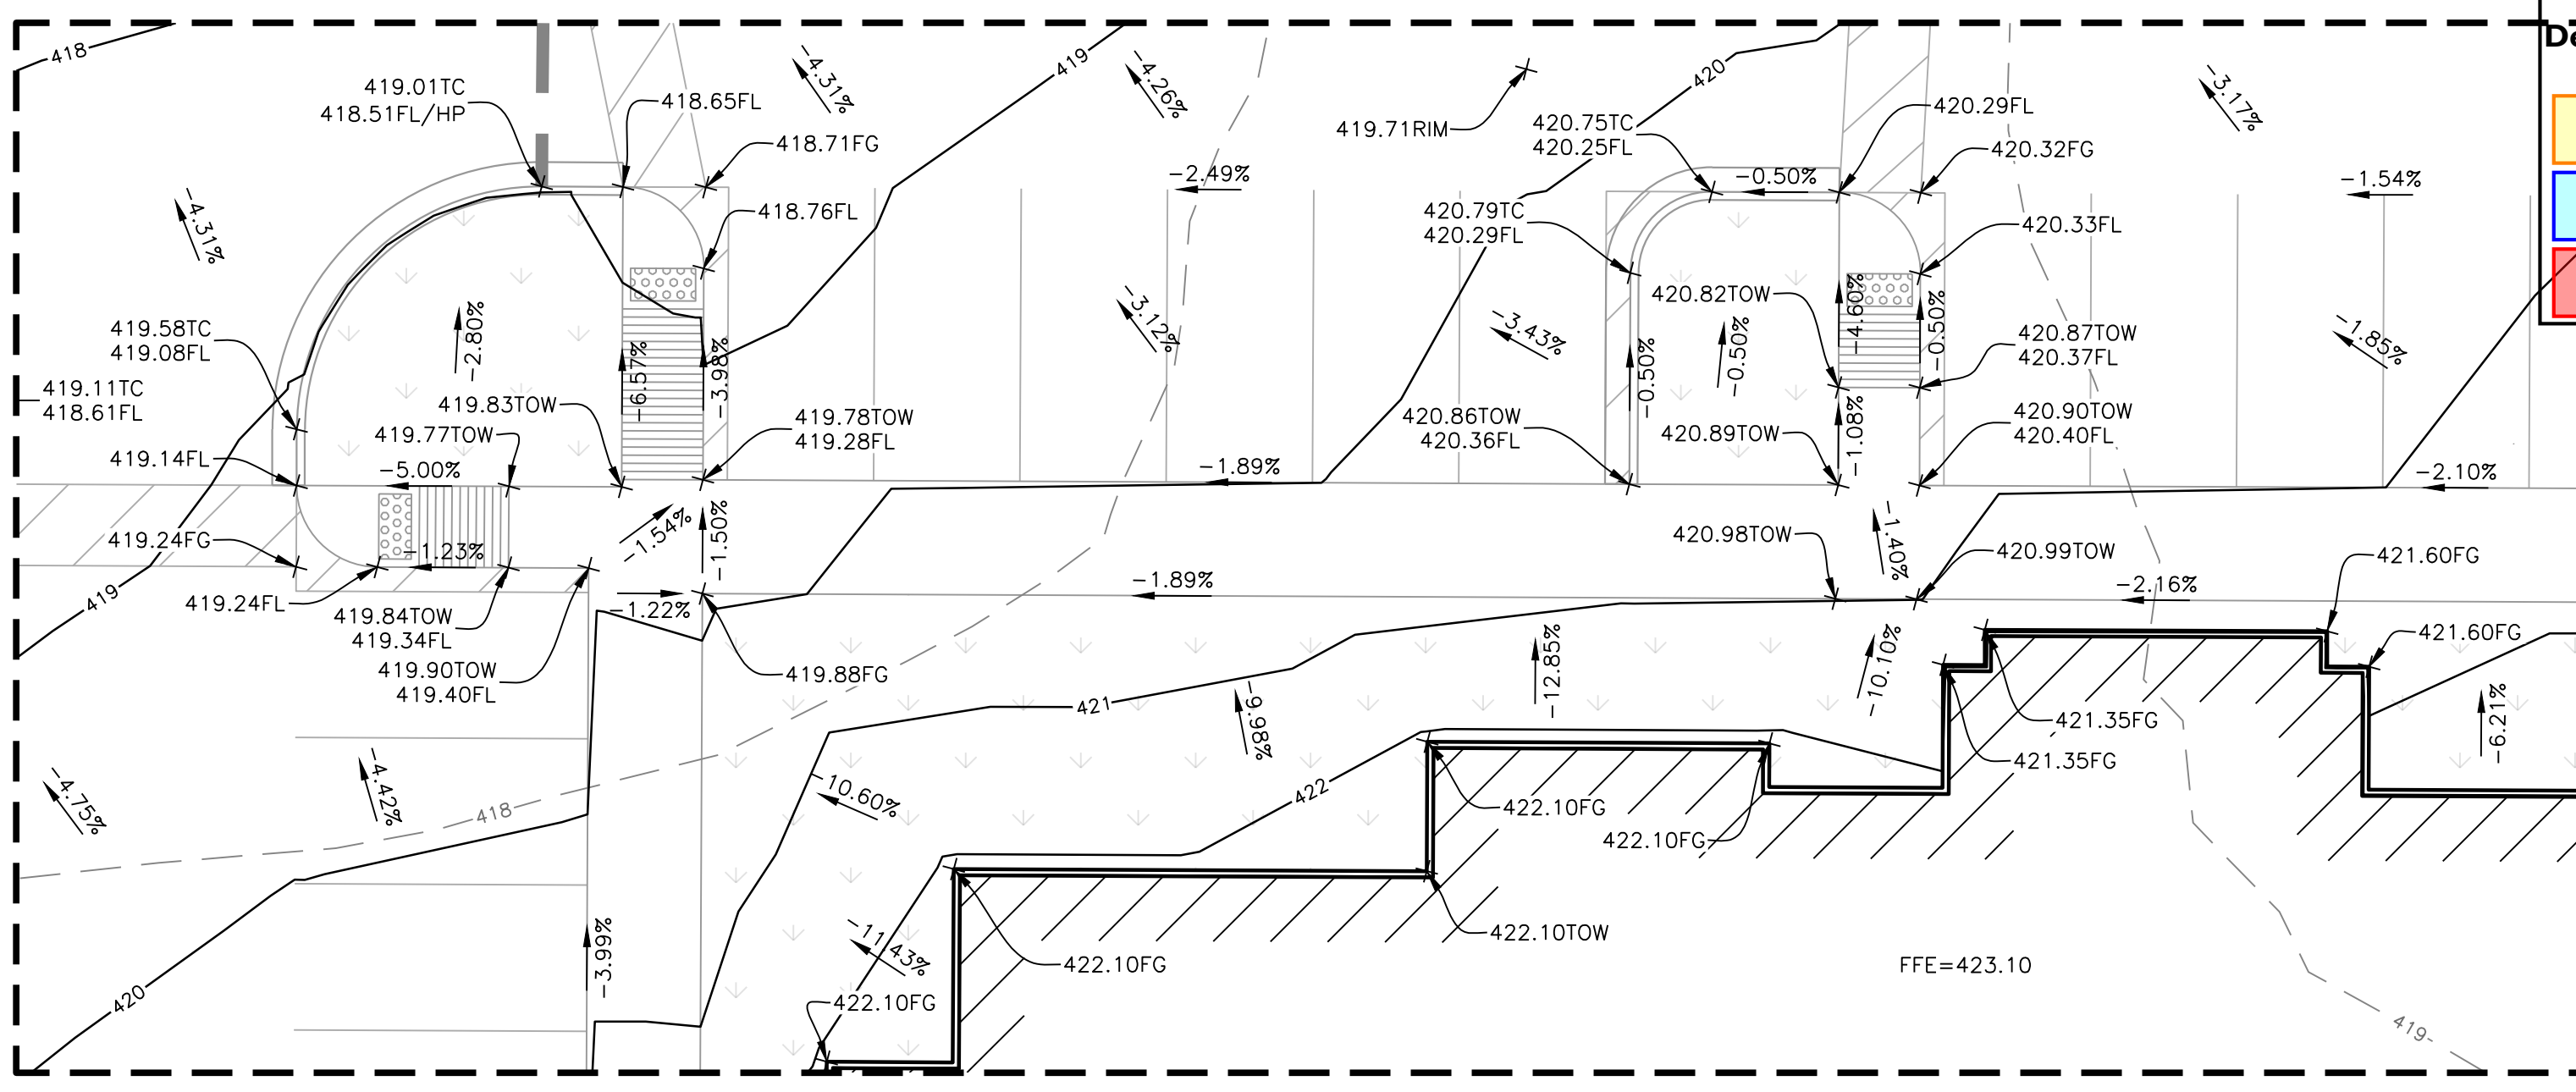 De
418
419.01TC
418.51FL/HP
418.65FL
418.71FG
418.76FL
-4.31%
419
-4.26%
-2.49%
419.71RIM
420
420.75TC
420.25FL
-0.50%
420.29FL
420.32FG
-3.17%
-1.54%
420.79TC
420.29FL
420.33FL
-4.31%
-2.80%
419.58TC
419.08FL
419.11TC
418.61FL
-6.57%
-3.98%
-3.12%
-3.43%
-0.50%
-0.50%
420.82TOW
-4.60%
-0.50%
420.87TOW
420.37FL
-1.85%
419.83TOW
419.77TOW
419.78TOW
419.28FL
419.14FL
-5.00%
-1.89%
420.86TOW
420.36FL
420.89TOW
-1.08%
420.90TOW
420.40FL
-2.10%
419.24FG
-1.23%
-1.54%
-1.50%
420.98TOW
-1.40%
420.99TOW
421.60FG
419
419.24FL
419.84TOW
419.34FL
-1.22%
-1.89%
-2.16%
421.60FG
419.90TOW
419.40FL
419.88FG
421
-9.98%
-12.85%
-10.10%
421.35FG
421.35FG
-6.21%
-4.75%
-4.42%
418
-10.60%
422
422.10FG
422.10FG
422.10TOW
-3.99%
-11.43%
422.10FG
422.10FG
420
FFE=423.10
419